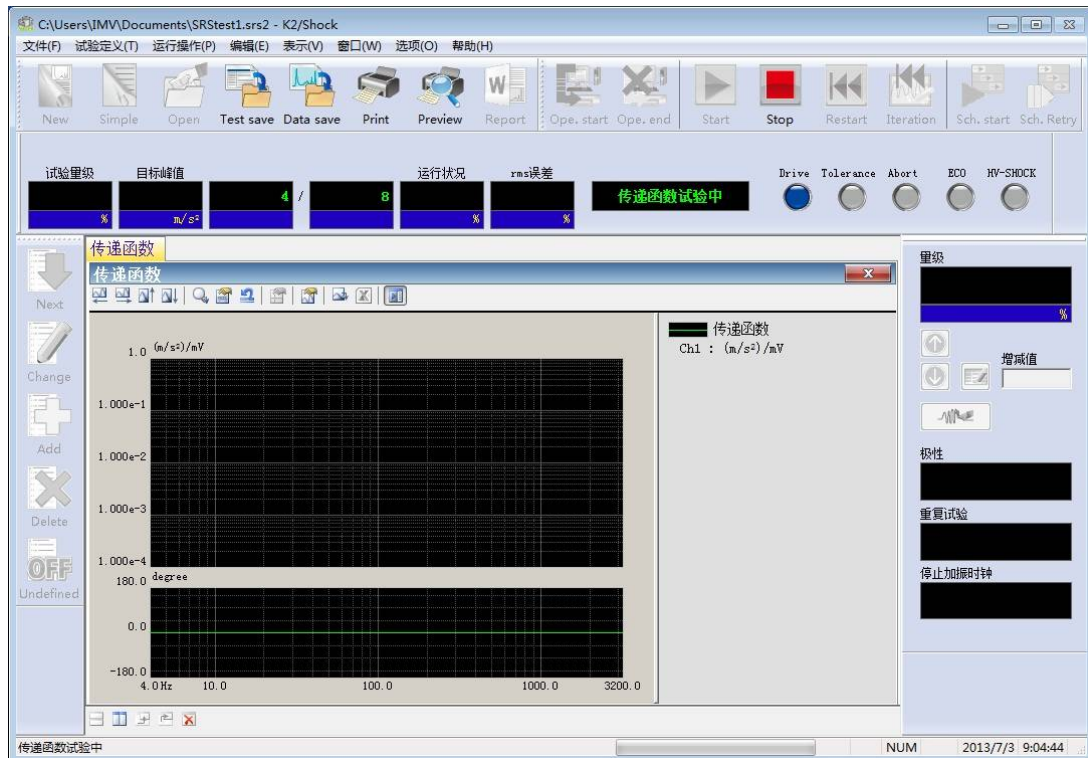 C:\Users\IMV\Documents\SRStest1.srs2 - K2/Shock
文件(F) 试验定义(T) 运行操作(P) 编辑(E) 表示(V) 窗口(W) 选项(O) 帮助(H)
New Simple Open Test save Data save Print Preview Report Ope. start Ope. end Start Stop Restart Iteration Sch. start Sch. Retry
试验量级 目标峰值 运行状况 rms误差 Drive Tolerance Abort ECO HV-SHOCK
4 / 8 传递函数试验中
% m/s² % %
传递函数
传递函数
Next
Change
Add
Delete
OFF
Undefined
传递函数
Ch1 : (m/s²)/mV
(m/s²)/mV
1.0
1.000e-1
1.000e-2
1.000e-3
1.000e-4
180.0 degree
0.0
-180.0
4.0Hz 10.0 100.0 1000.0 3200.0
量级
%
增减值
极性
重复试验
停止加振时钟
传递函数试验中 NUM 2013/7/3 9:04:44